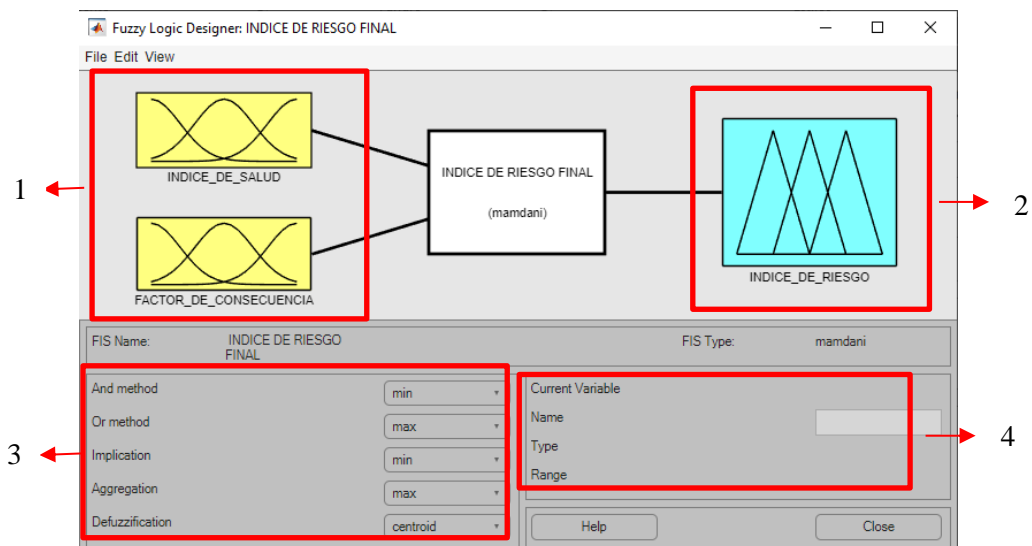 Fuzzy Logic Designer: INDICE DE RIESGO FINAL
File Edit View
1
INDICE_DE_SALUD
FACTOR_DE_CONSECUENCIA
INDICE DE RIESGO FINAL
(mamdani)
INDICE_DE_RIESGO
2
FIS Name:
INDICE DE RIESGO
FINAL
FIS Type:
mamdani
3
And method
min
Or method
max
Implication
min
Aggregation
max
Defuzzification
centroid
Current Variable
Name
Type
Range
4
Help
Close